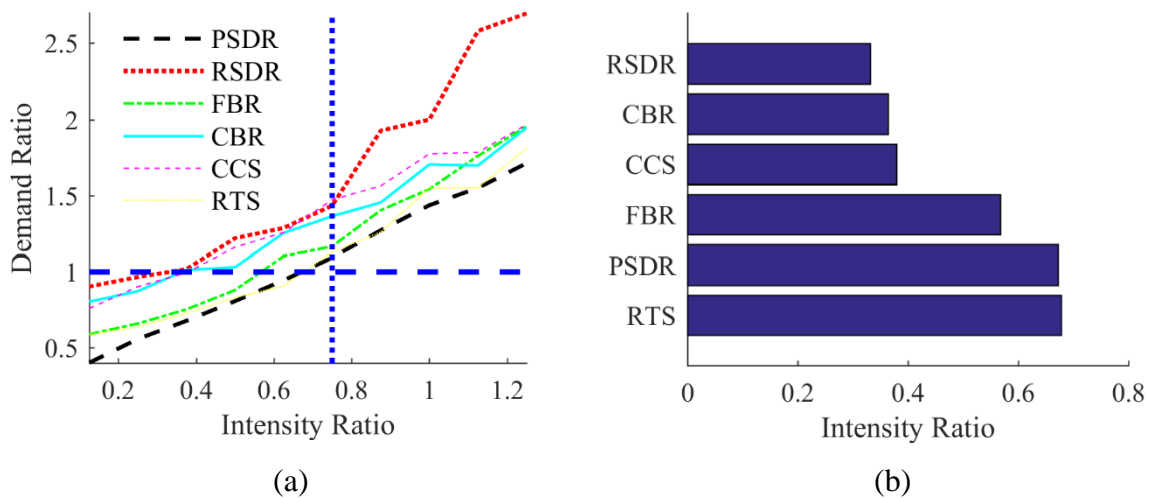 2.5
2
1.5
1
0.5
Demand Ratio
PSDR
RSDR
FBR
CBR
CCS
RTS
0.2 0.4 0.6 0.8 1 1.2
Intensity Ratio
(a)
RSDR
CBR
CCS
FBR
PSDR
RTS
0 0.2 0.4 0.6 0.8
Intensity Ratio
(b)